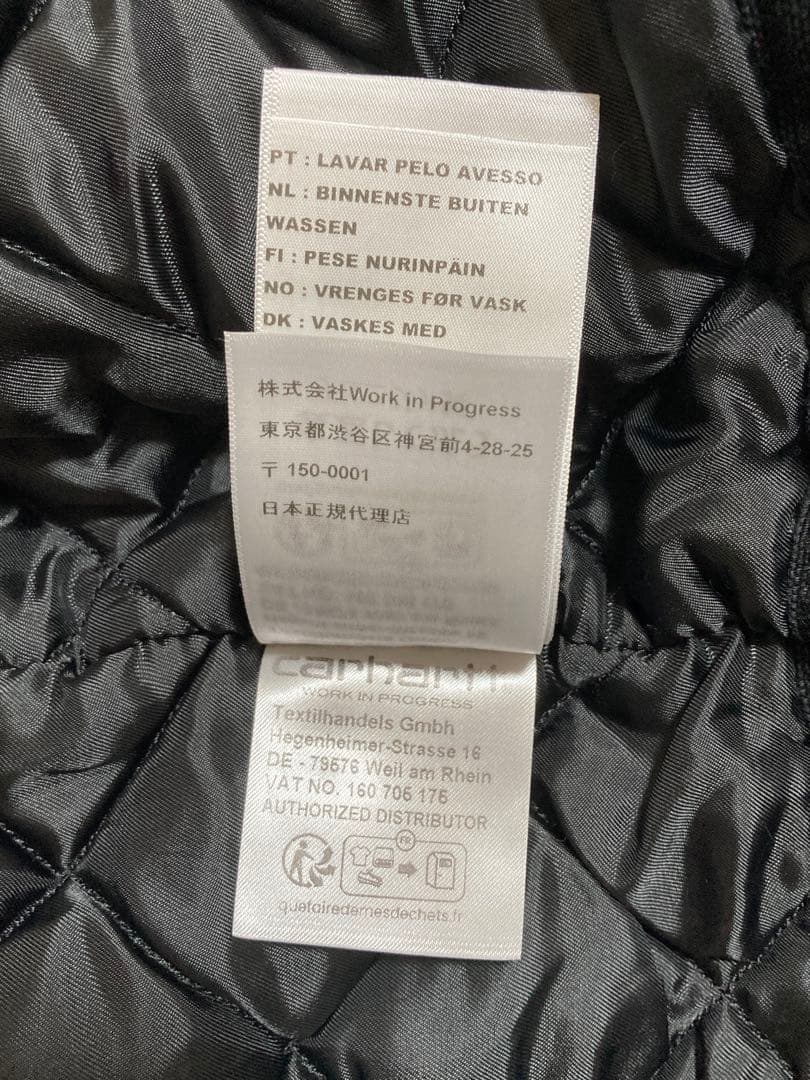 PT : LAVAR PELO AVESSO
NL : BINNENSTE BUITEN
WASSEN
FI : PESE NURINPÄIN
NO : VRENGES FØR VASK
DK : VASKES MED
株式会社Work in Progress
東京都渋谷区神宮前4-28-25
〒 150-0001
日本正規代理店
carhartt
WORK IN PROGRESS
Textilhandels Gmbh
Hegenheimer-Strasse 16
DE - 79576 Weil am Rhein
VAT NO. 160 706 176
AUTHORIZED DISTRIBUTOR
FR
quefairedemesdechets.fr